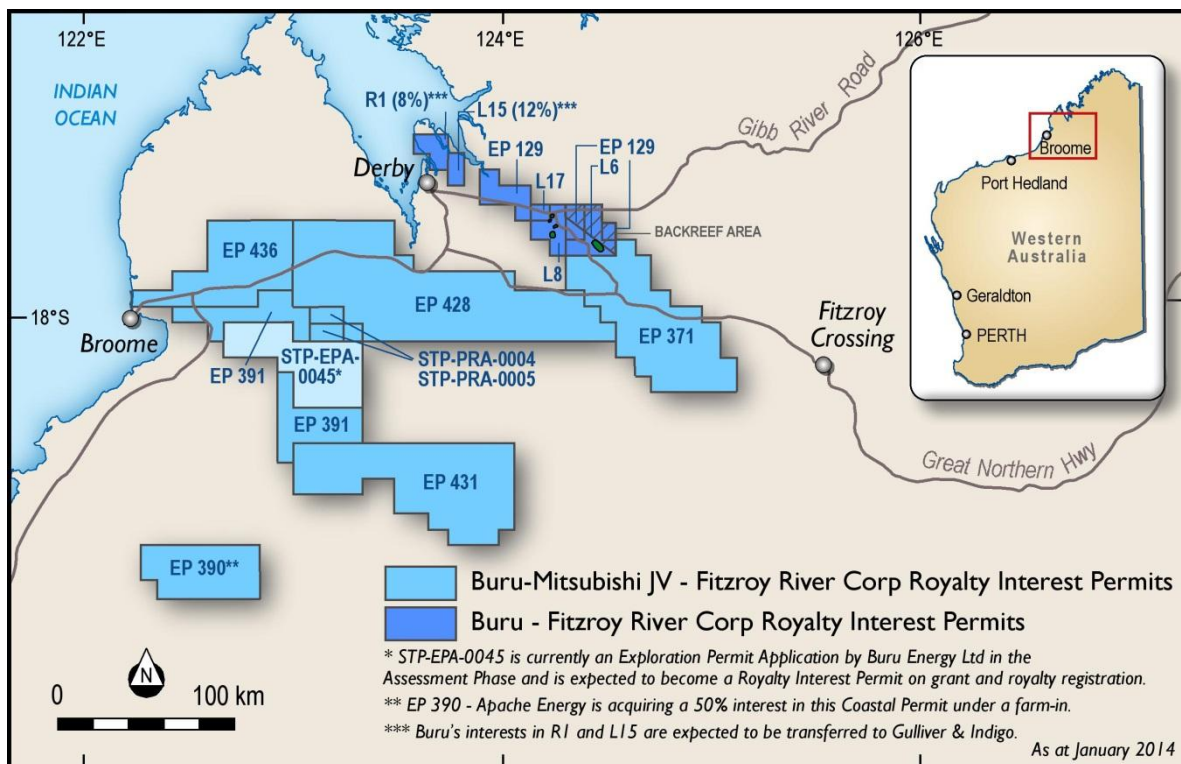 122°E
124°E
126°E
INDIAN
OCEAN
R1 (8%)***
L15 (12%)***
EP 129
EP 129
L6
L17
Derby
Gibb River Road
BACKREEF AREA
L8
EP 436
EP 428
EP 371
18°S
Broome
EP 391
STP-EPA-
0045*
STP-PRA-0004
STP-PRA-0005
EP 391
EP 431
EP 390**
Fitzroy
Crossing
Great Northern Hwy
Broome
Port Hedland
Western
Australia
Geraldton
PERTH
Buru-Mitsubishi JV - Fitzroy River Corp Royalty Interest Permits
Buru - Fitzroy River Corp Royalty Interest Permits
* STP-EPA-0045 is currently an Exploration Permit Application by Buru Energy Ltd in the
Assessment Phase and is expected to become a Royalty Interest Permit on grant and royalty registration.
** EP 390 - Apache Energy is acquiring a 50% interest in this Coastal Permit under a farm-in.
*** Buru's interests in R1 and L15 are expected to be transferred to Gulliver & Indigo.
As at January 2014
N
0
100 km